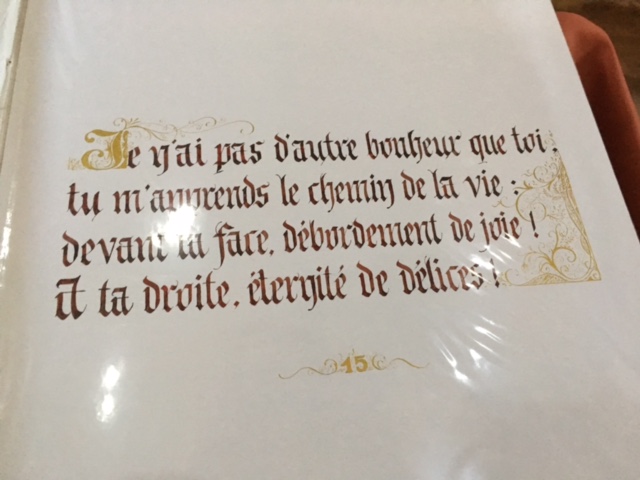 Je n'ai pas d'autre bonheur que toi.
tu m'apprends le chemin de la vie :
devant ta face, débordement de joie !
A ta droite, éternité de délices !
15